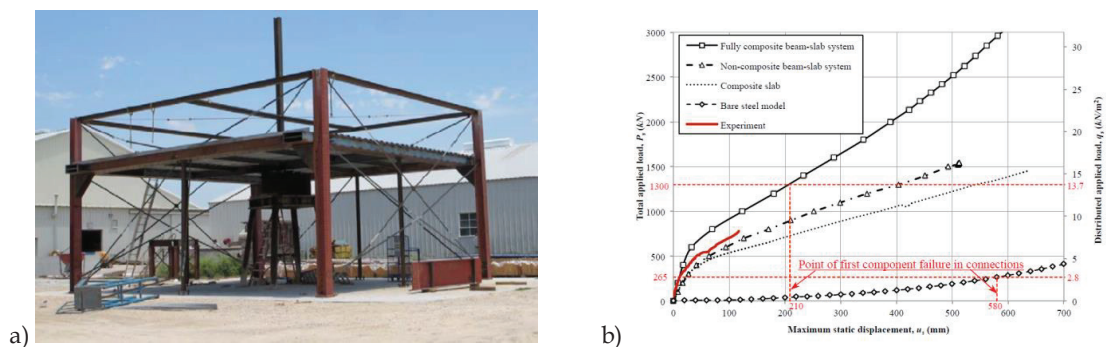 a)
b)
3000
2500
2000
1500
1300
1000
500
265
0
Total applied load, Pₛ (kN)
Fully composite beam-slab system
Non-composite beam-slab system
Composite slab
Bare steel model
Experiment
Point of first component failure in connections
210
580
0 100 200 300 400 500 600 700
Maximum static displacement, uₛ (mm)
30
25
20
15
13.7
10
5
2.8
0
Distributed applied load, qₛ (kN/m²)